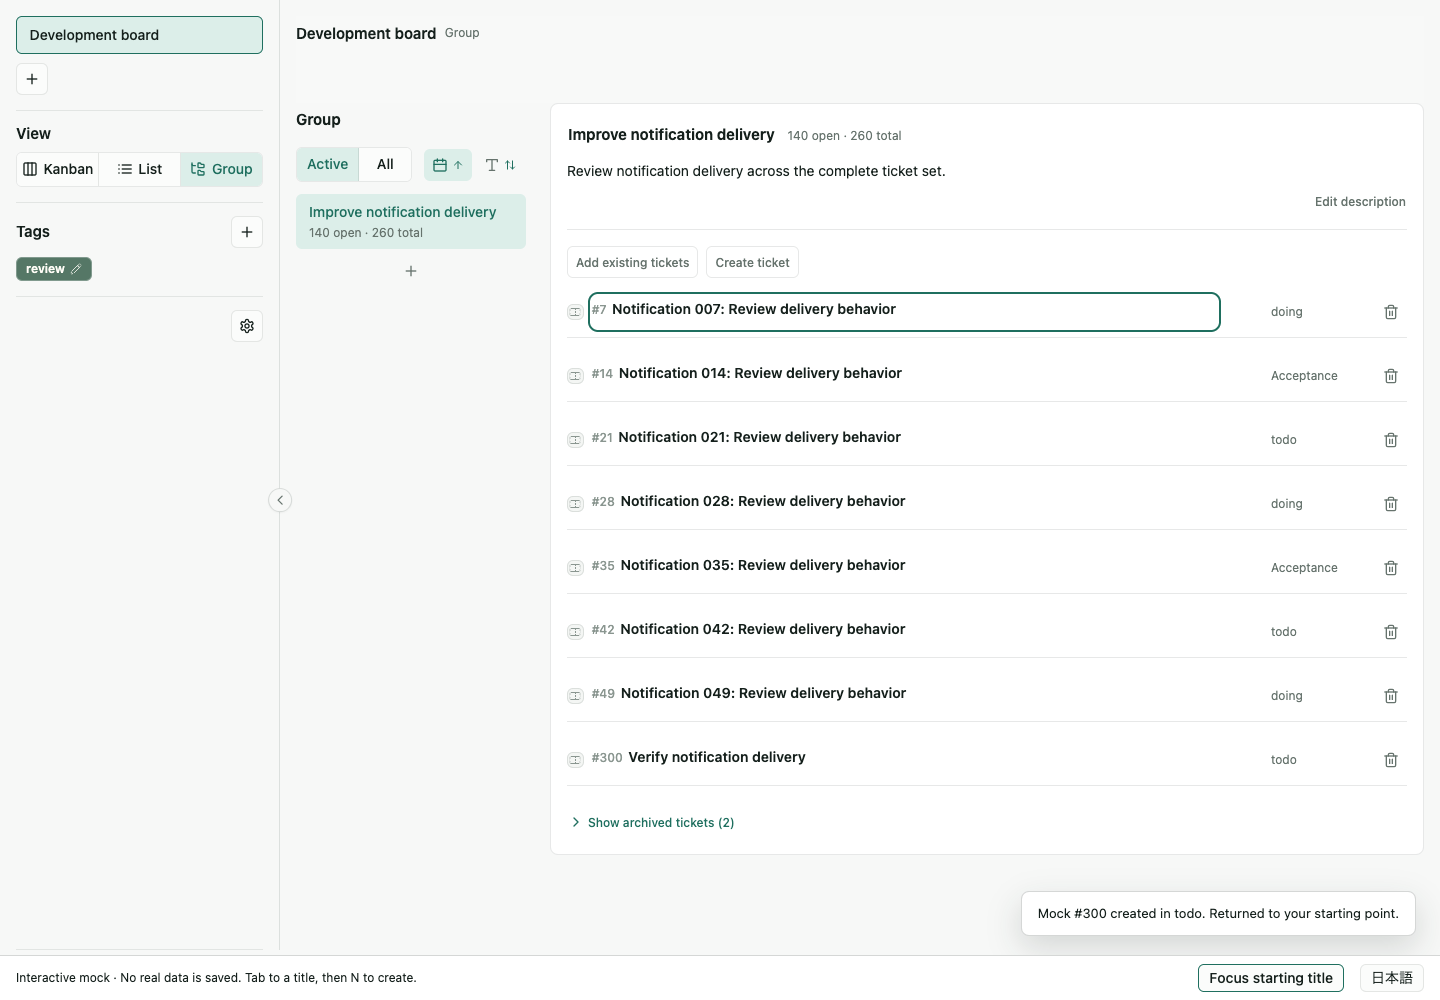 Development board
View
Kanban
List
Group
Tags
review
Development board Group
Group
Active
All
Improve notification delivery
140 open · 260 total
Improve notification delivery 140 open · 260 total
Review notification delivery across the complete ticket set.
Edit description
Add existing tickets
Create ticket
#7 Notification 007: Review delivery behavior doing
#14 Notification 014: Review delivery behavior Acceptance
#21 Notification 021: Review delivery behavior todo
#28 Notification 028: Review delivery behavior doing
#35 Notification 035: Review delivery behavior Acceptance
#42 Notification 042: Review delivery behavior todo
#49 Notification 049: Review delivery behavior doing
#300 Verify notification delivery todo
Show archived tickets (2)
Mock #300 created in todo. Returned to your starting point.
Interactive mock · No real data is saved. Tab to a title, then N to create.
Focus starting title
日本語